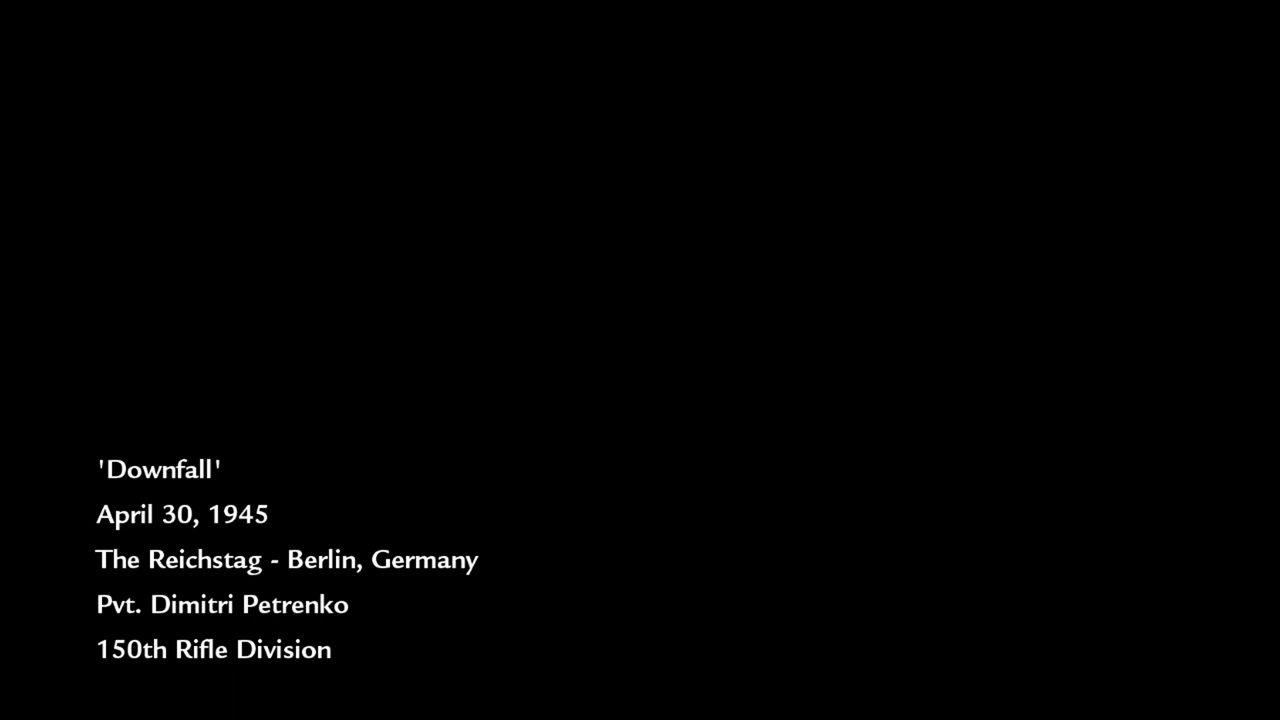 'Downfall'
April 30, 1945
The Reichstag - Berlin, Germany
Pvt. Dimitri Petrenko
150th Rifle Division